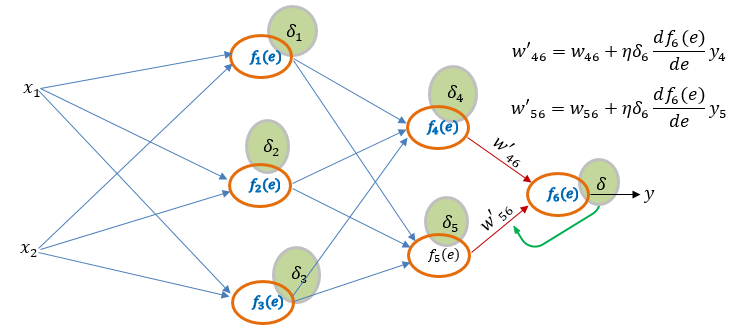 δ₁
f₁(e)
w'₄₆ = w₄₆ + ηδ₆ df₆(e)/de y₄
x₁
δ₄
w'₅₆ = w₅₆ + ηδ₆ df₆(e)/de y₅
f₄(e)
δ₂
w'₄₆
f₂(e)
f₆(e) δ y
δ₅
w'₅₆
x₂
f₅(e)
δ₃
f₃(e)